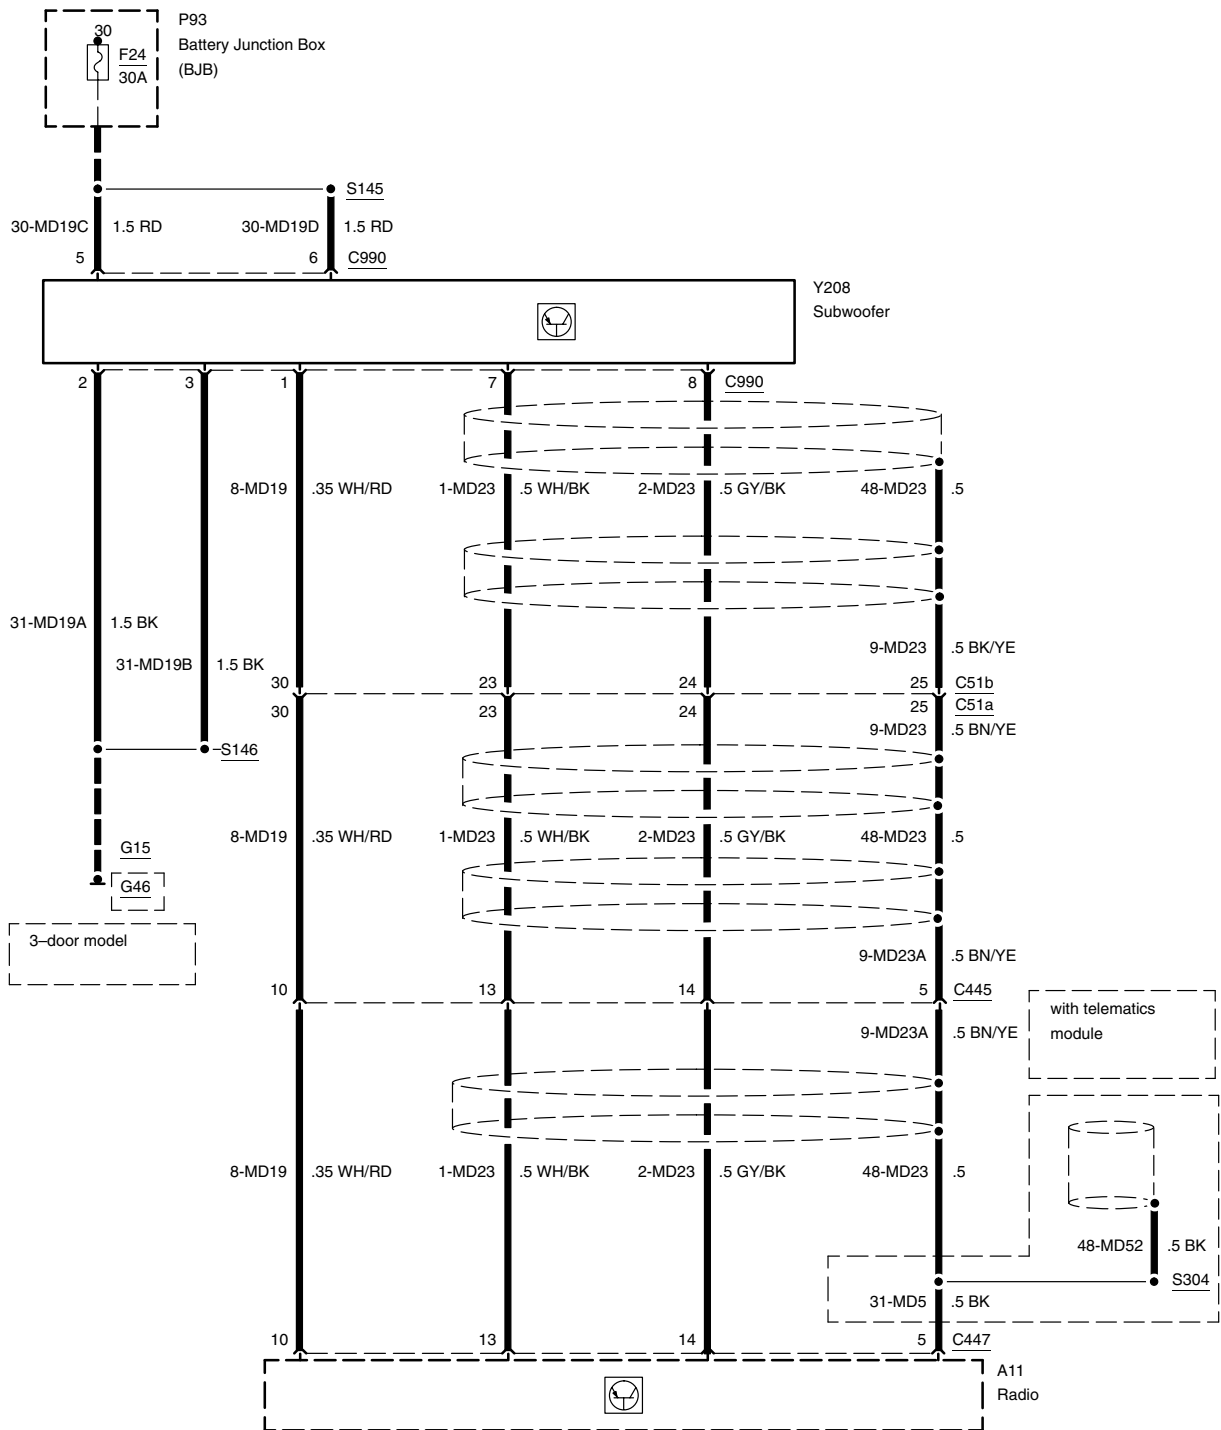 P93
30
Battery Junction Box
F24
(BJB)
30A
S145
30-MD19C 1.5 RD 30-MD19D 1.5 RD
5 6 C990
Y208
Subwoofer
2 3 1 7 8 C990
8-MD19 .35 WH/RD 1-MD23 .5 WH/BK 2-MD23 .5 GY/BK 48-MD23 .5
31-MD19A 1.5 BK
9-MD23 .5 BK/YE
31-MD19B 1.5 BK
30 23 24 25 C51b
30 23 24 25 C51a
9-MD23 .5 BN/YE
S146
8-MD19 .35 WH/RD 1-MD23 .5 WH/BK 2-MD23 .5 GY/BK 48-MD23 .5
G15
G46
3–door model
9-MD23A .5 BN/YE
10 13 14 5 C445
with telematics
module
9-MD23A .5 BN/YE
8-MD19 .35 WH/RD 1-MD23 .5 WH/BK 2-MD23 .5 GY/BK 48-MD23 .5
48-MD52 .5 BK
S304
31-MD5 .5 BK
10 13 14 5 C447
A11
Radio